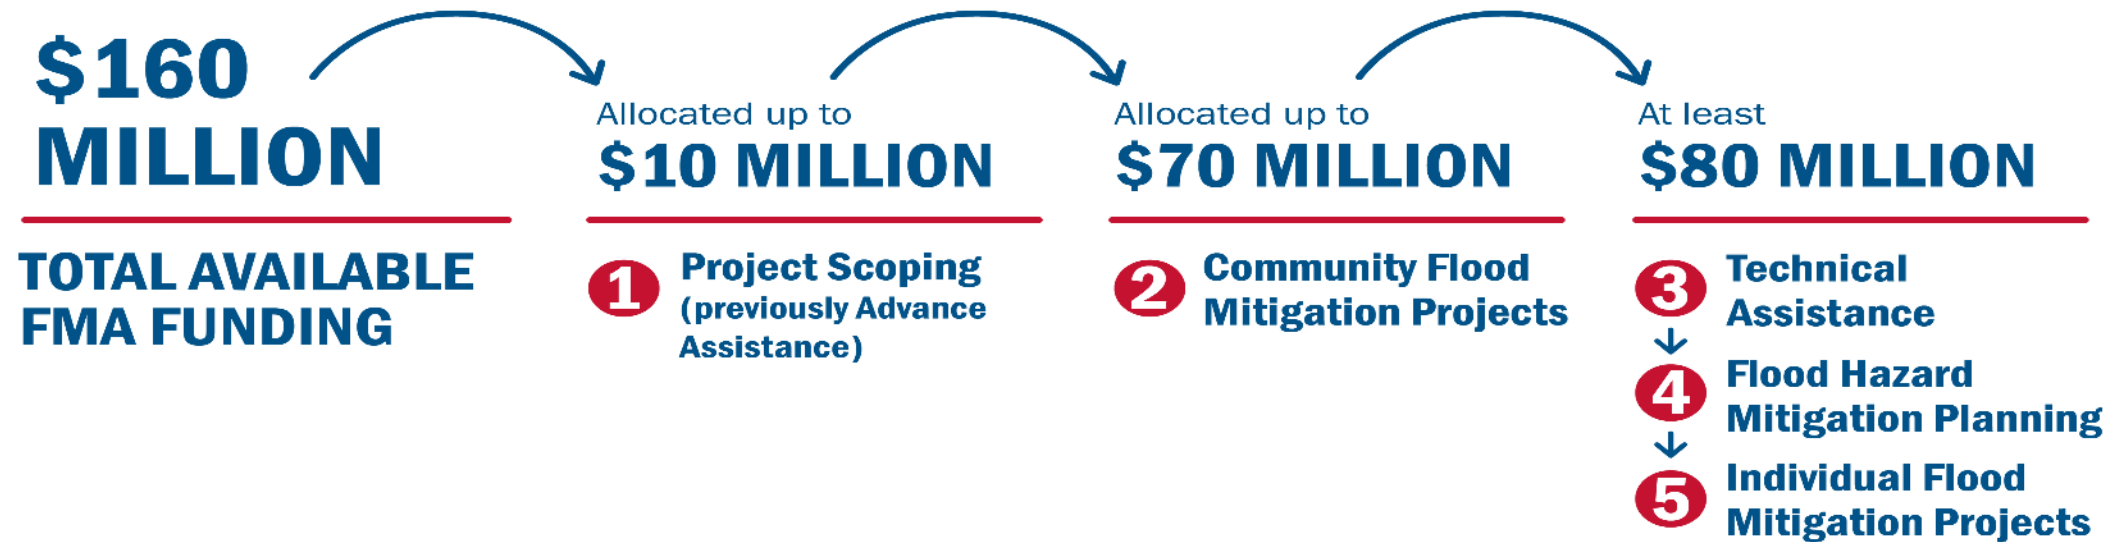 $160
MILLION
TOTAL AVAILABLE
FMA FUNDING
Allocated up to
$10 MILLION
1 Project Scoping
(previously Advance
Assistance)
Allocated up to
$70 MILLION
2 Community Flood
Mitigation Projects
At least
$80 MILLION
3 Technical
Assistance
4 Flood Hazard
Mitigation Planning
5 Individual Flood
Mitigation Projects